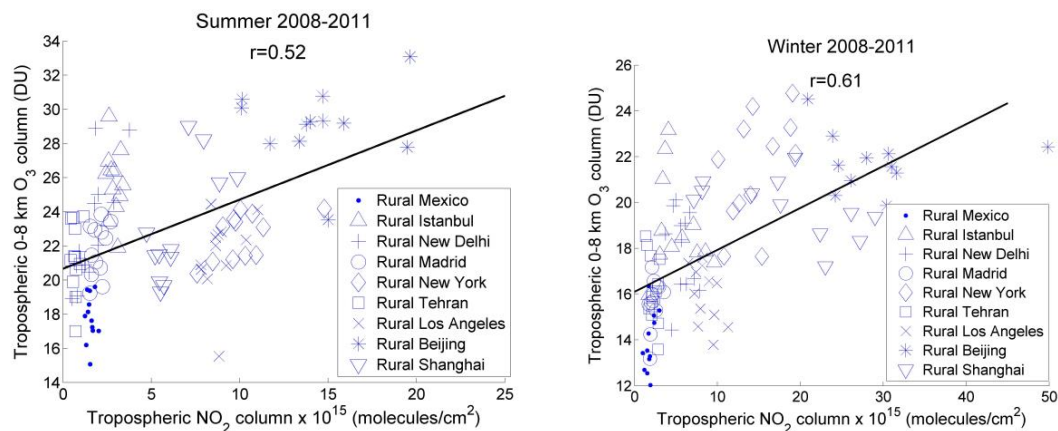 Summer 2008-2011
r=0.52
Tropospheric 0-8 km O3 column (DU)
34
32
30
28
26
24
22
20
18
16
14
0
5
10
15
20
25
Tropospheric NO2 column x 10^15 (molecules/cm^2)
Rural Mexico
Rural Istanbul
Rural New Delhi
Rural Madrid
Rural New York
Rural Tehran
Rural Los Angeles
Rural Beijing
Rural Shanghai
Winter 2008-2011
r=0.61
Tropospheric 0-8 km O3 column (DU)
26
24
22
20
18
16
14
12
0
10
20
30
40
50
Tropospheric NO2 column x 10^15 (molecules/cm^2)
Rural Mexico
Rural Istanbul
Rural New Delhi
Rural Madrid
Rural New York
Rural Tehran
Rural Los Angeles
Rural Beijing
Rural Shanghai